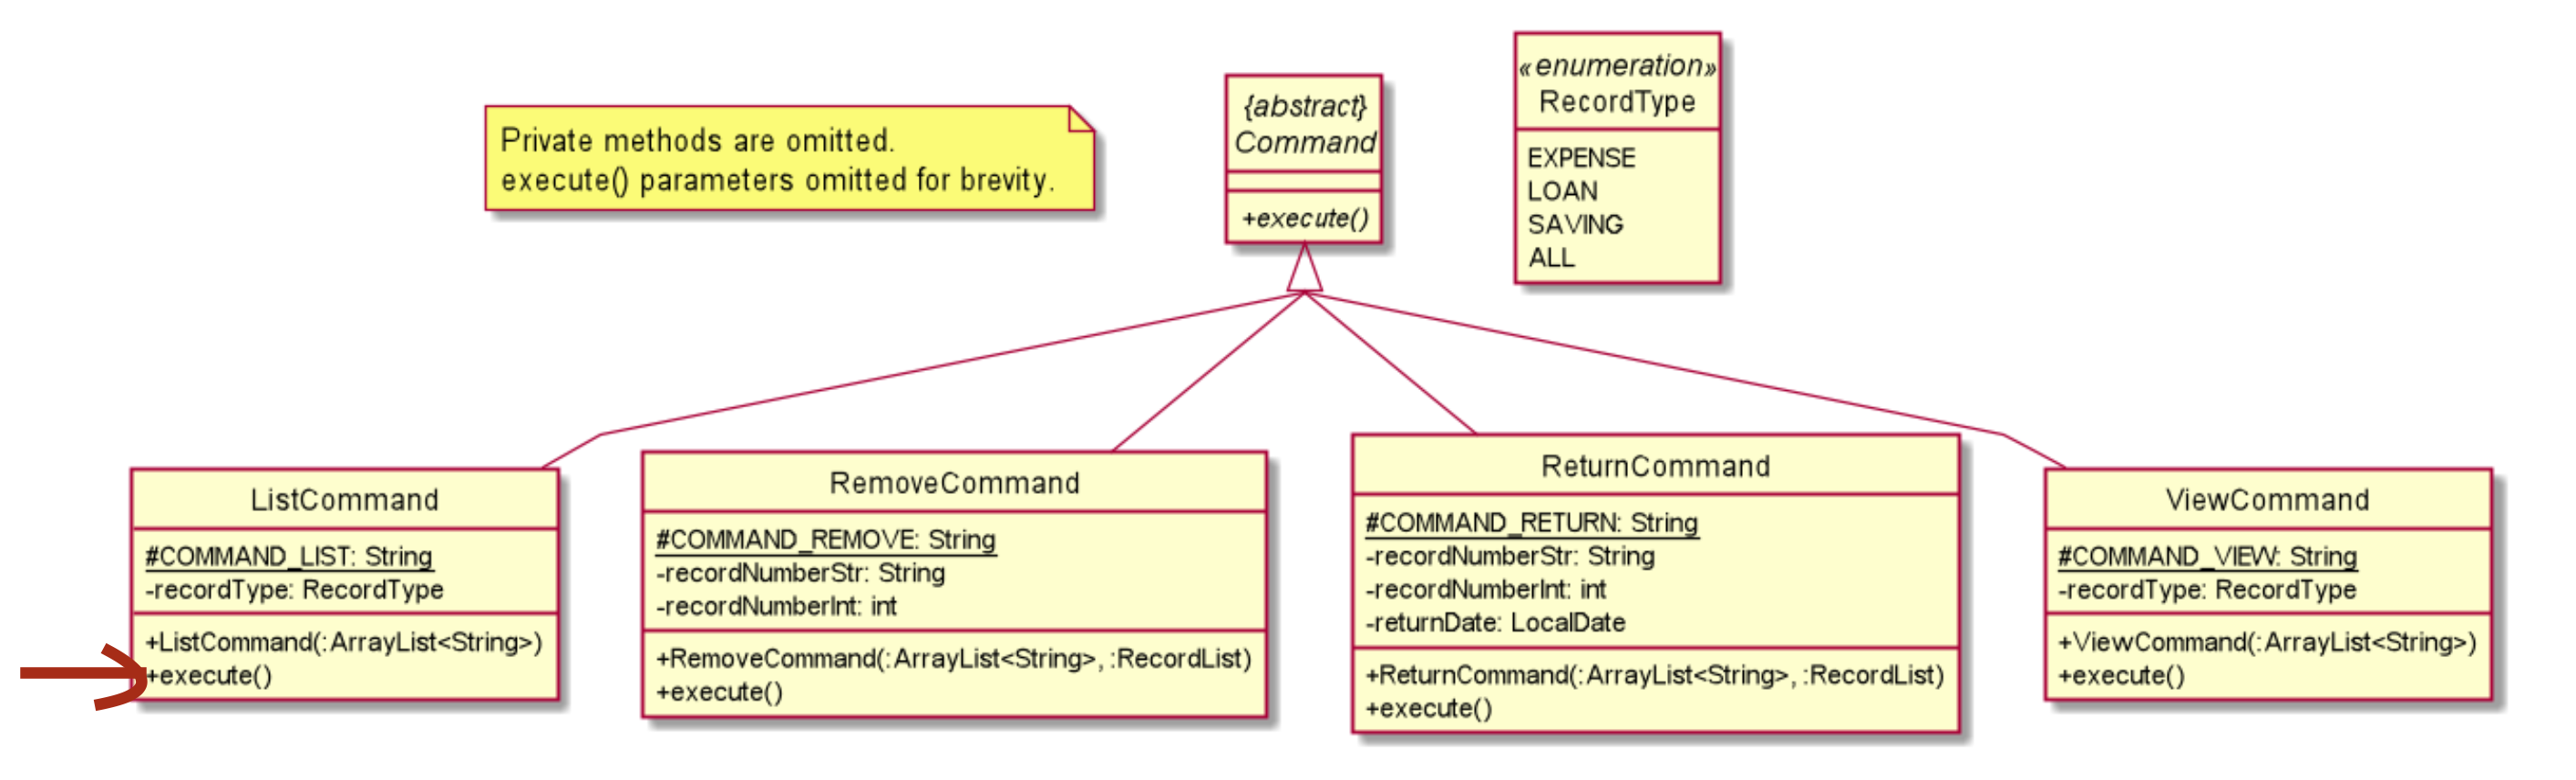 Private methods are omitted.
execute() parameters omitted for brevity.
{abstract}
Command
+execute()
«enumeration»
RecordType
EXPENSE
LOAN
SAVING
ALL
ListCommand
#COMMAND_LIST: String
-recordType: RecordType
+ListCommand(:ArrayList<String>)
+execute()
RemoveCommand
#COMMAND_REMOVE: String
-recordNumberStr: String
-recordNumberInt: int
+RemoveCommand(:ArrayList<String>, :RecordList)
+execute()
ReturnCommand
#COMMAND_RETURN: String
-recordNumberStr: String
-recordNumberInt: int
-returnDate: LocalDate
+ReturnCommand(:ArrayList<String>, :RecordList)
+execute()
ViewCommand
#COMMAND_VIEW: String
-recordType: RecordType
+ViewCommand(:ArrayList<String>)
+execute()